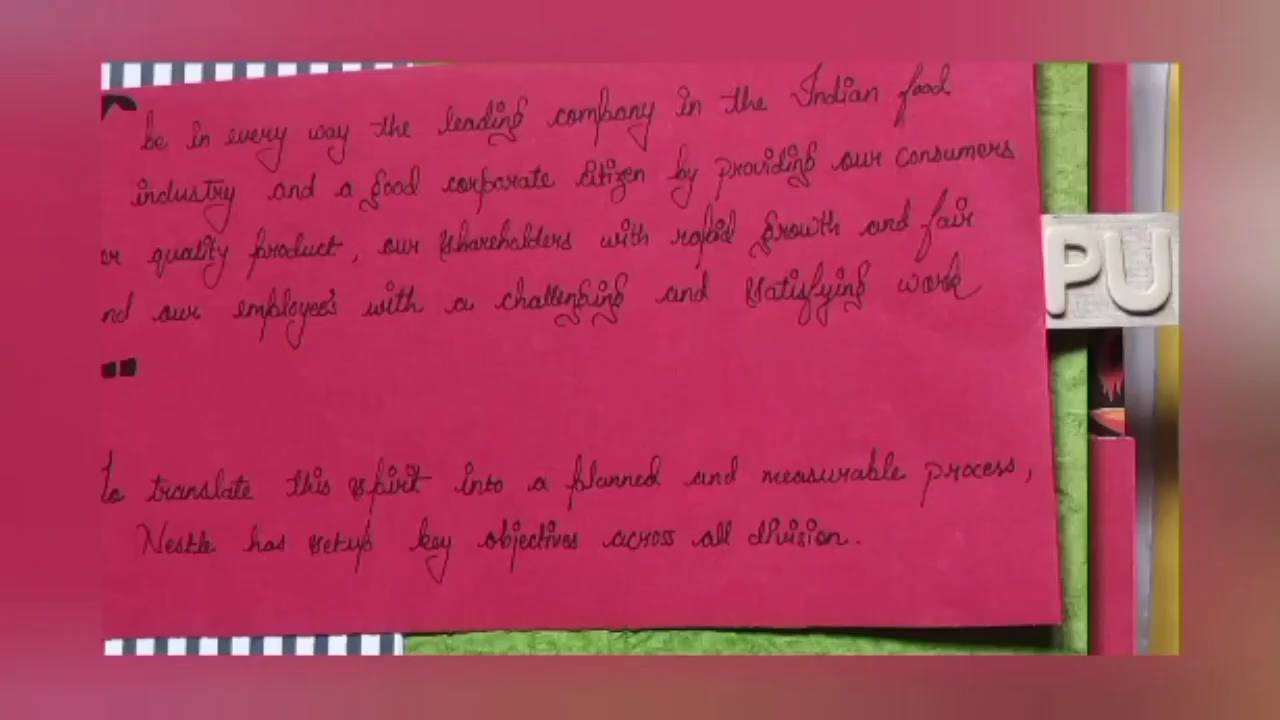 be in every way the leading company in the Indian food
industry and a good corporate citizen by providing our consumers
er quality product, our shareholders with rapid growth and fair
nd our employees with a challenging and satisfying work
To translate this spirit into a planned and measurable process,
Nestle has setup key objectives across all division.
PU